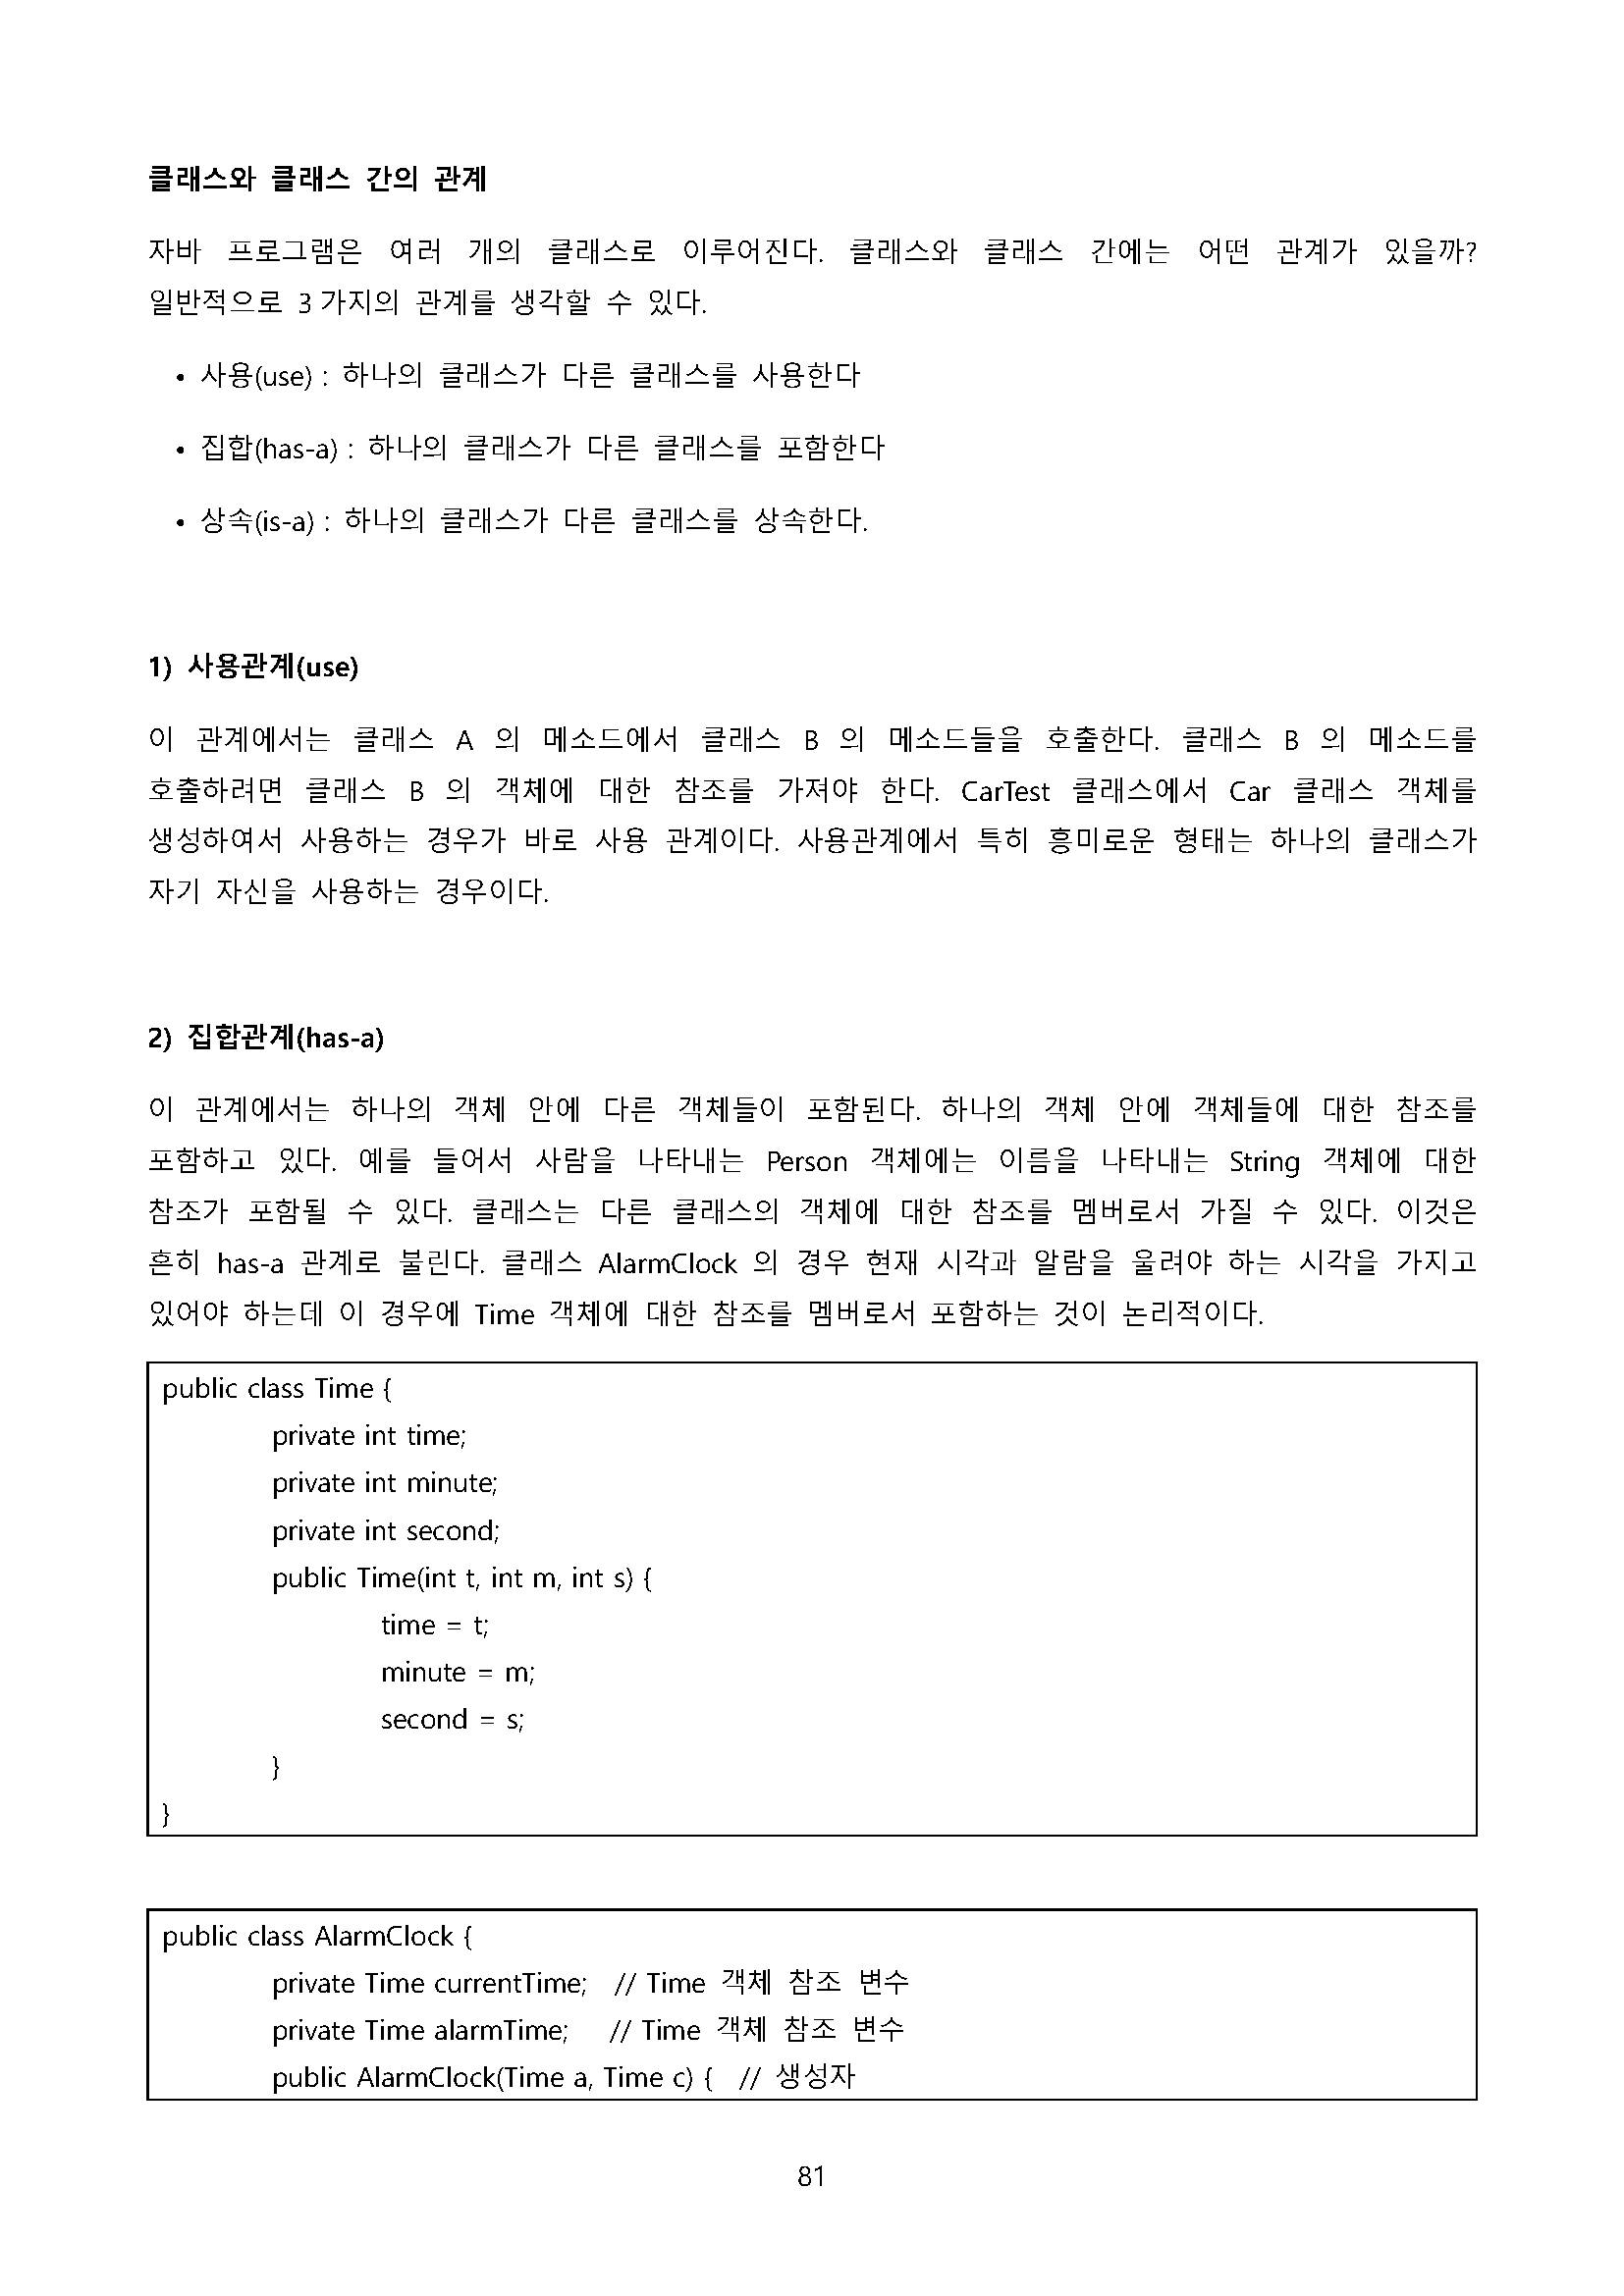 클래스와 클래스 간의 관계
자바 프로그램은 여러 개의 클래스로 이루어진다. 클래스와 클래스 간에는 어떤 관계가 있을까?
일반적으로 3가지의 관계를 생각할 수 있다.
• 사용(use) : 하나의 클래스가 다른 클래스를 사용한다
• 집합(has-a) : 하나의 클래스가 다른 클래스를 포함한다
• 상속(is-a) : 하나의 클래스가 다른 클래스를 상속한다.
1) 사용관계(use)
이 관계에서는 클래스 A 의 메소드에서 클래스 B 의 메소드들을 호출한다. 클래스 B 의 메소드를
호출하려면 클래스 B 의 객체에 대한 참조를 가져야 한다. CarTest 클래스에서 Car 클래스 객체를
생성하여서 사용하는 경우가 바로 사용 관계이다. 사용관계에서 특히 흥미로운 형태는 하나의 클래스가
자기 자신을 사용하는 경우이다.
2) 집합관계(has-a)
이 관계에서는 하나의 객체 안에 다른 객체들이 포함된다. 하나의 객체 안에 객체들에 대한 참조를
포함하고 있다. 예를 들어서 사람을 나타내는 Person 객체에는 이름을 나타내는 String 객체에 대한
참조가 포함될 수 있다. 클래스는 다른 클래스의 객체에 대한 참조를 멤버로서 가질 수 있다. 이것은
흔히 has-a 관계로 불린다. 클래스 AlarmClock 의 경우 현재 시각과 알람을 울려야 하는 시각을 가지고
있어야 하는데 이 경우에 Time 객체에 대한 참조를 멤버로서 포함하는 것이 논리적이다.
public class Time {
private int time;
private int minute;
private int second;
public Time(int t, int m, int s) {
time = t;
minute = m;
second = s;
}
}
public class AlarmClock {
private Time currentTime; // Time 객체 참조 변수
private Time alarmTime; // Time 객체 참조 변수
public AlarmClock(Time a, Time c) { // 생성자
81